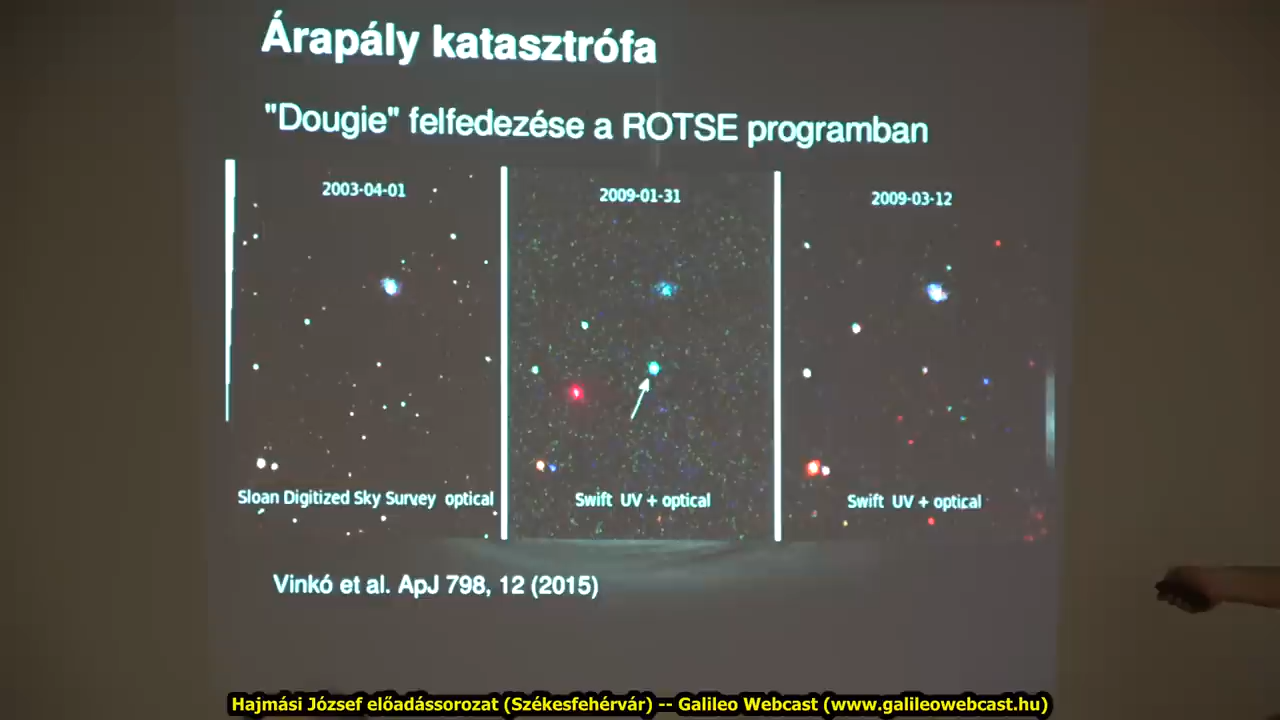 Árapály katasztrófa
"Dougie" felfedezése a ROTSE programban
2003-04-01
2009-01-31
2009-03-12
Sloan Digitized Sky Survey optical
Swift UV + optical
Swift UV + optical
Vinkó et al. ApJ 798, 12 (2015)
Hajmási József előadássorozat (Székesfehérvár) -- Galileo Webcast (www.galileowebcast.hu)